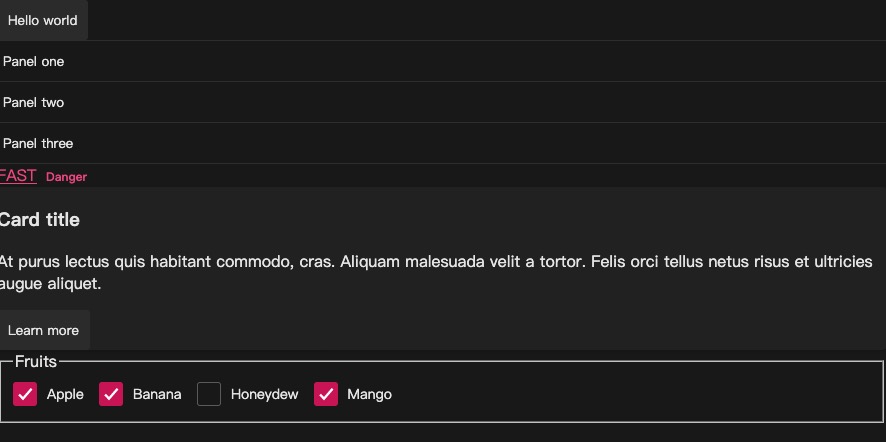 Hello world
Panel one
Panel two
Panel three
FAST Danger
Card title
At purus lectus quis habitant commodo, cras. Aliquam malesuada velit a tortor. Felis orci tellus netus risus et ultricies
augue aliquet.
Learn more
Fruits
Apple Banana Honeydew Mango